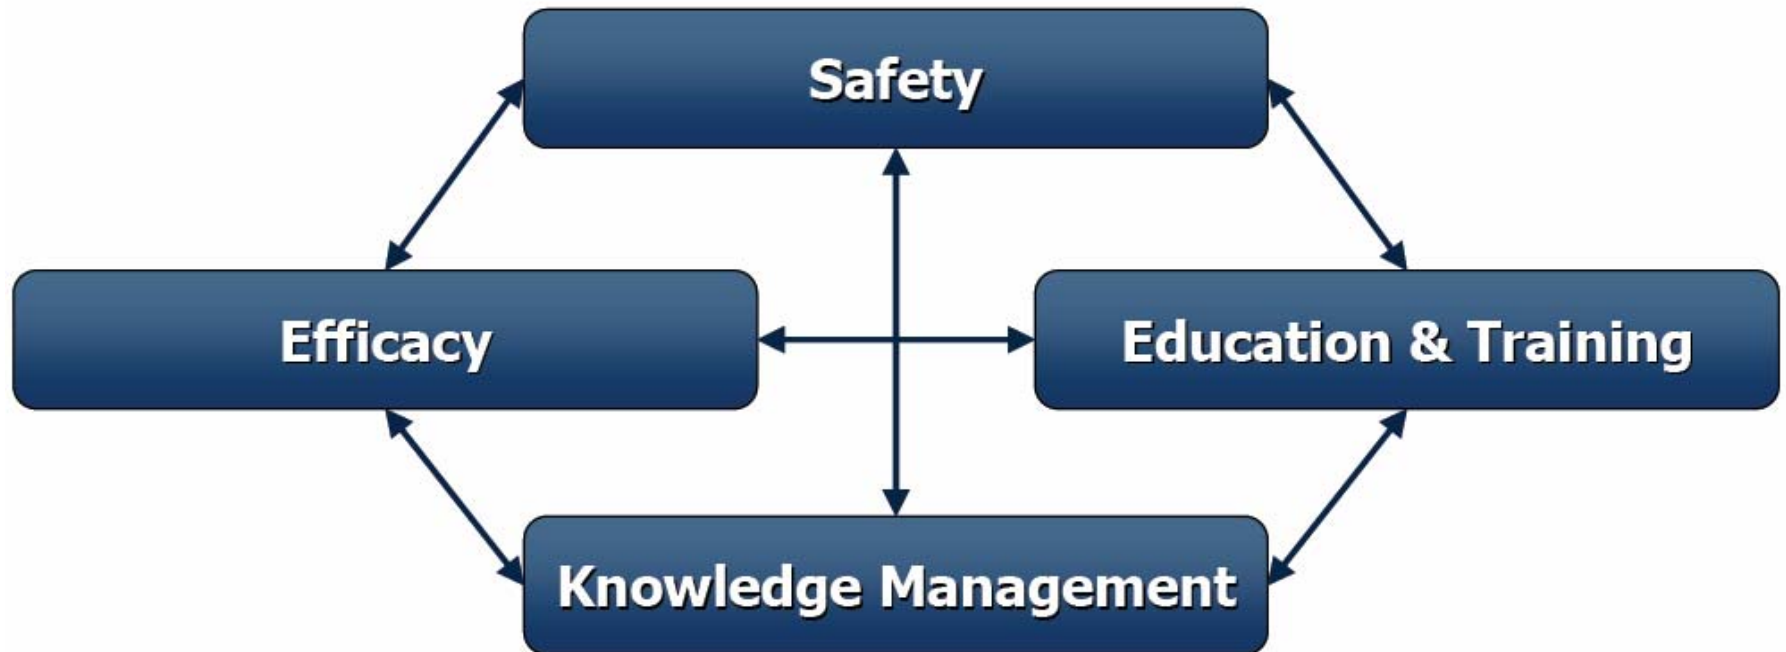 Safety
Efficacy
Education & Training
Knowledge Management